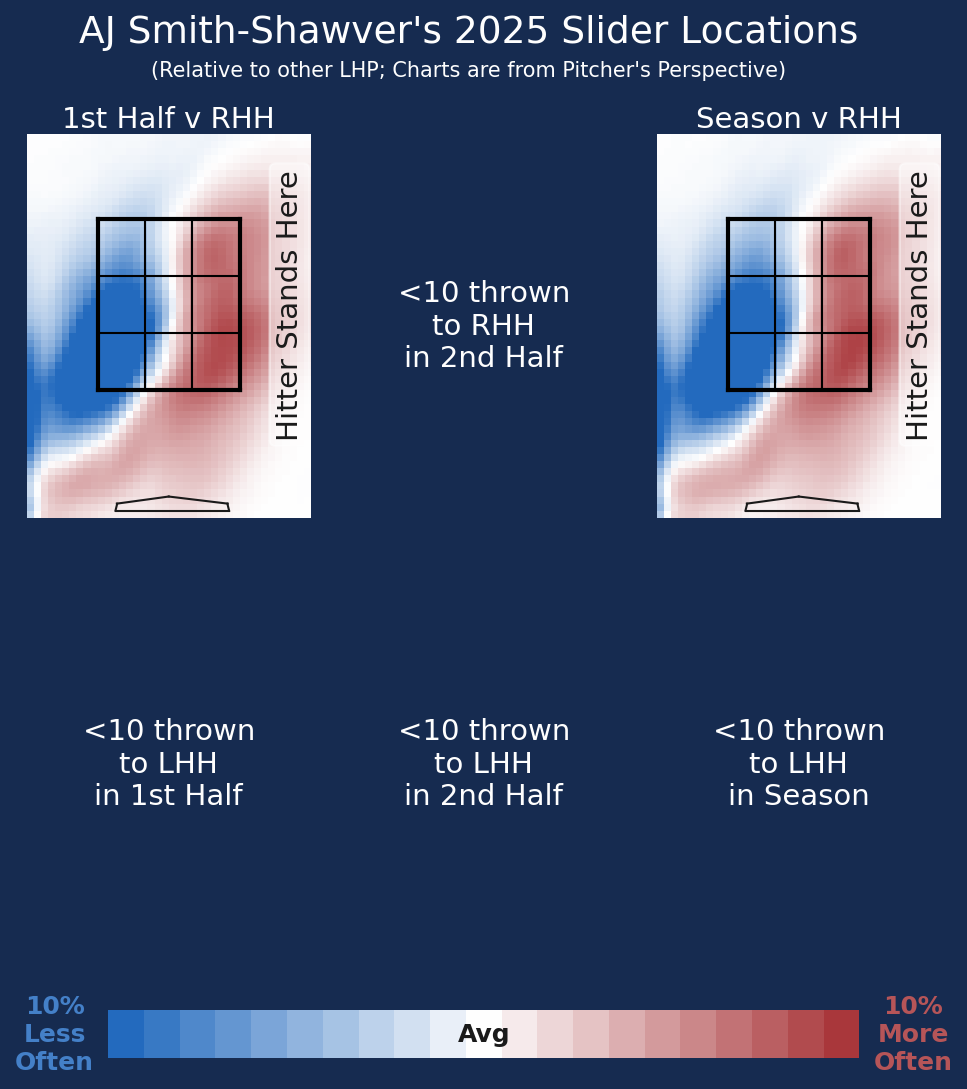 AJ Smith-Shawver's 2025 Slider Locations
(Relative to other LHP; Charts are from Pitcher's Perspective)
1st Half v RHH
Season v RHH
Hitter Stands Here
<10 thrown
to RHH
in 2nd Half
Hitter Stands Here
<10 thrown
to LHH
in 1st Half
<10 thrown
to LHH
in 2nd Half
<10 thrown
to LHH
in Season
10%
Less
Often
Avg
10%
More
Often